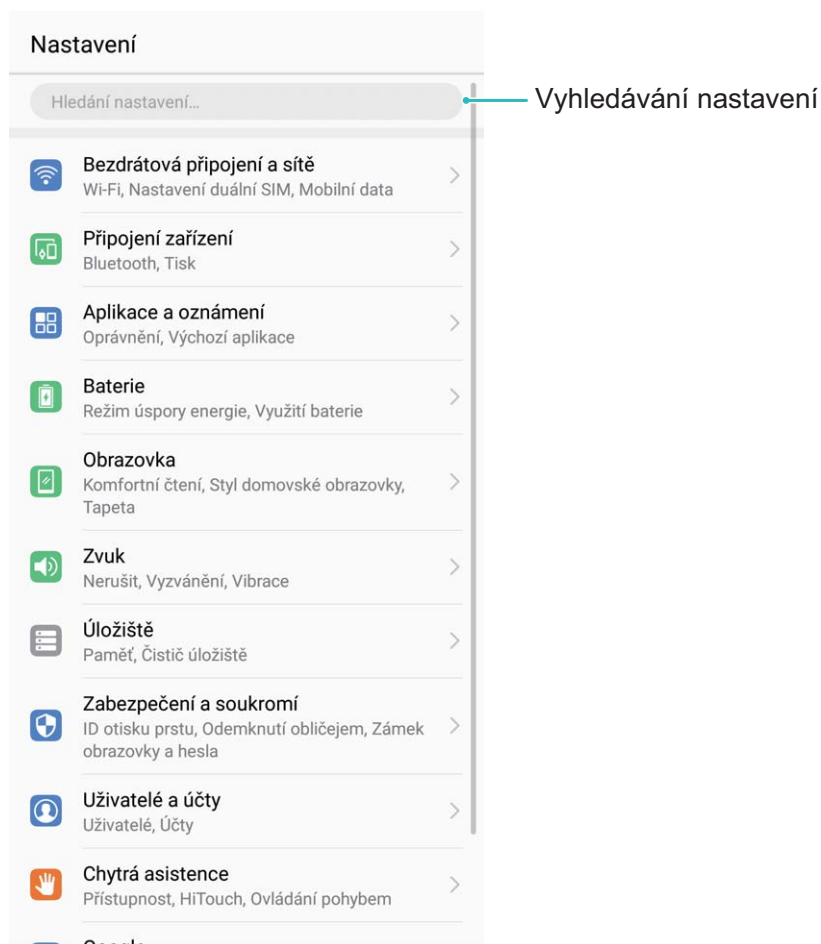 Nastavení
Hledání nastavení...
Vyhledávání nastavení
Bezdrátová připojení a sítě
Wi-Fi, Nastavení duální SIM, Mobilní data
Připojení zařízení
Bluetooth, Tisk
Aplikace a oznámení
Oprávnění, Výchozí aplikace
Baterie
Režim úspory energie, Využití baterie
Obrazovka
Komfortní čtení, Styl domovské obrazovky,
Tapeta
Zvuk
Nerušit, Vyzvánění, Vibrace
Úložiště
Paměť, Čistič úložiště
Zabezpečení a soukromí
ID otisku prstu, Odemknutí obličejem, Zámek
obrazovky a hesla
Uživatelé a účty
Uživatelé, Účty
Chytrá asistence
Přístupnost, HiTouch, Ovládání pohybem